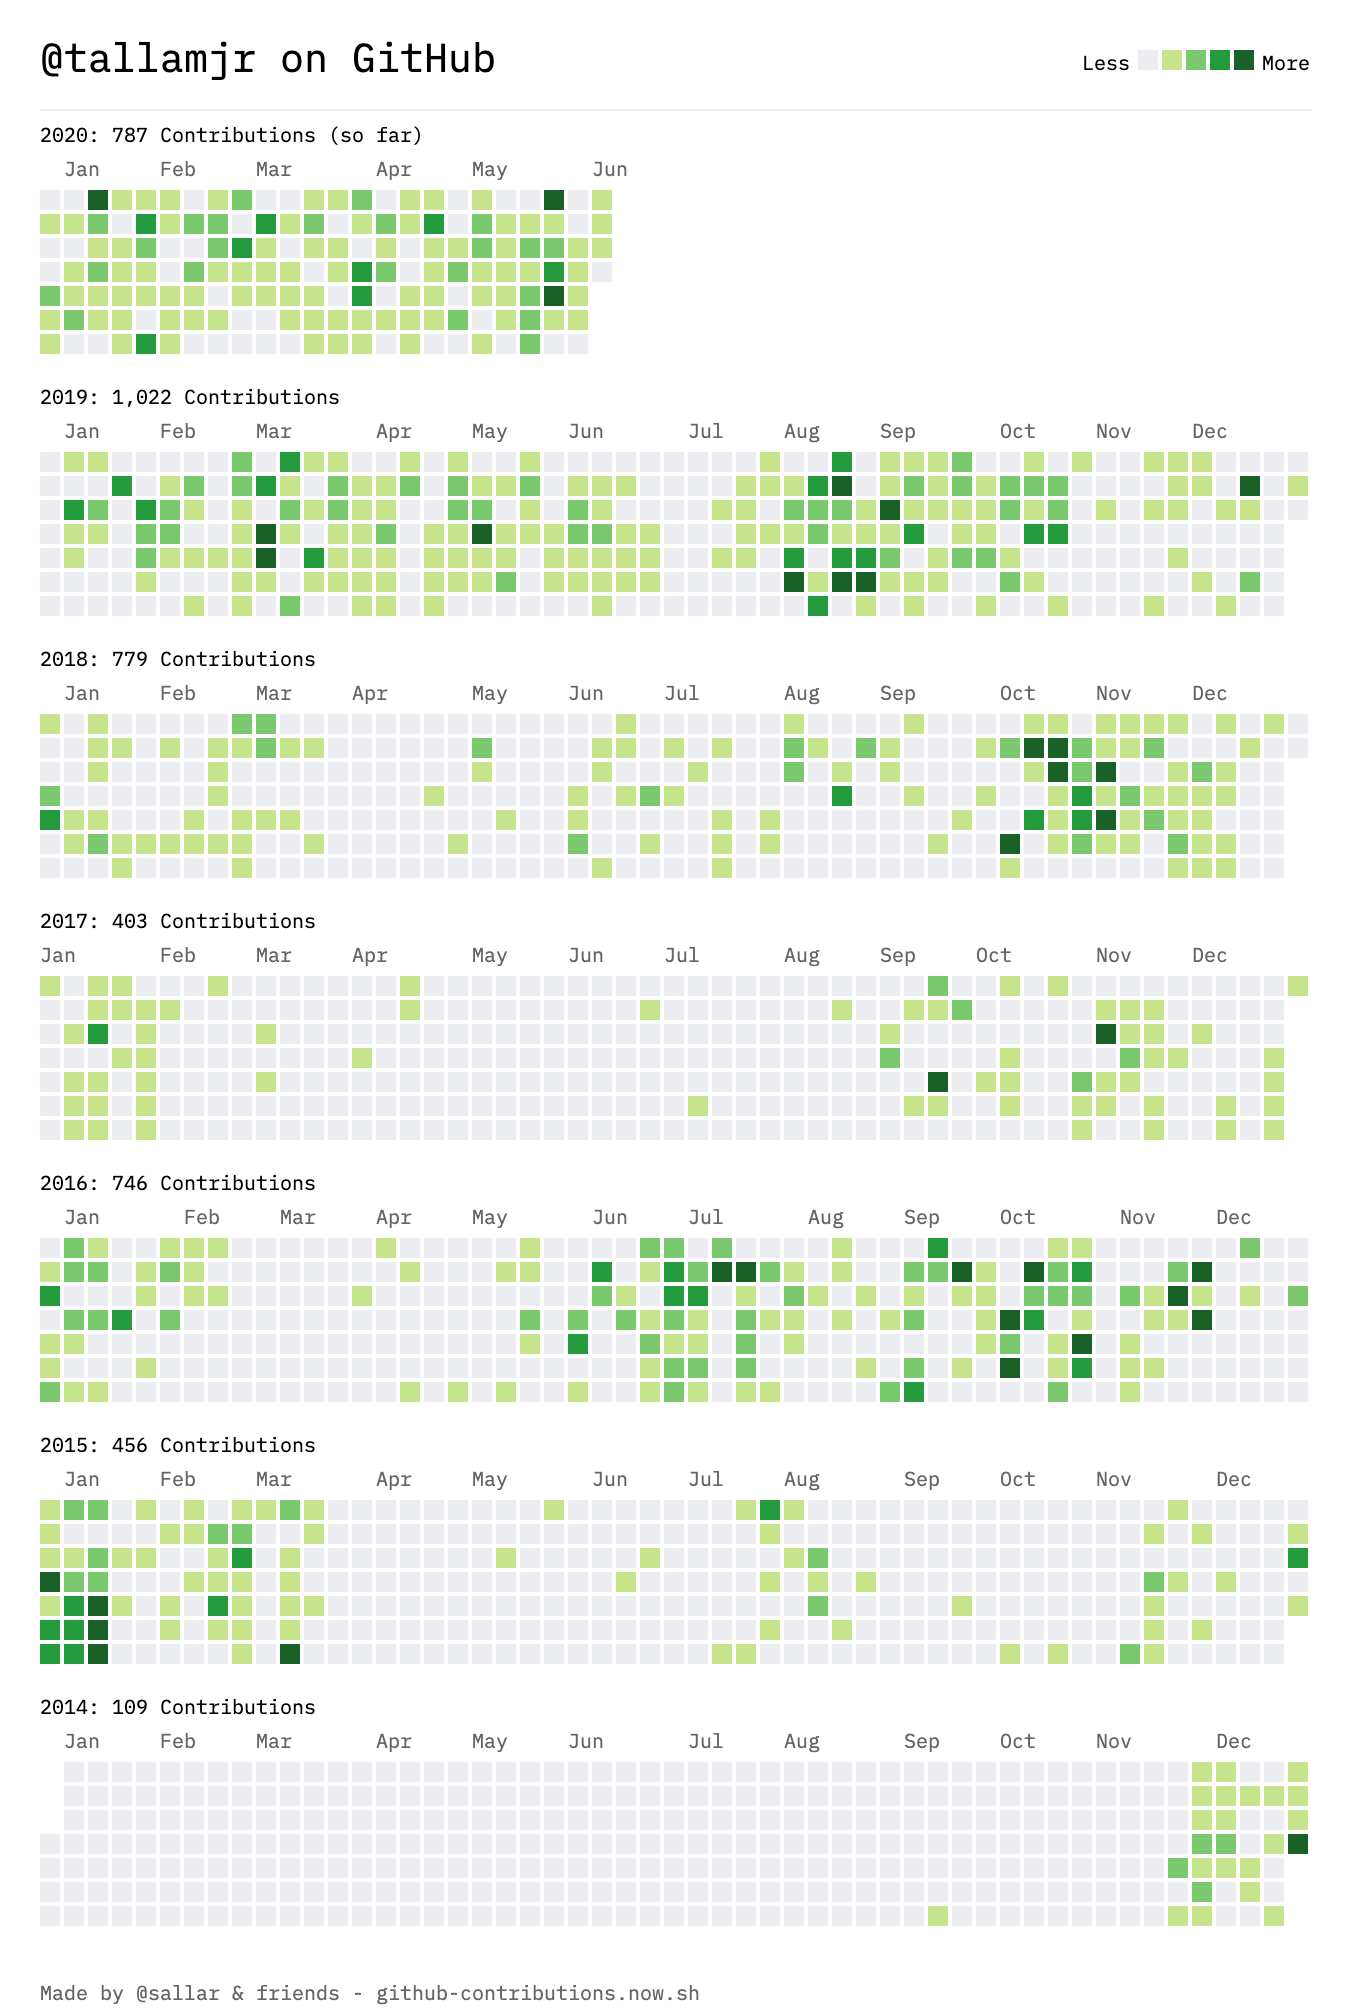 @tallamjr on GitHub
Less More
2020: 787 Contributions (so far)
Jan Feb Mar Apr May Jun
2019: 1,022 Contributions
Jan Feb Mar Apr May Jun Jul Aug Sep Oct Nov Dec
2018: 779 Contributions
Jan Feb Mar Apr May Jun Jul Aug Sep Oct Nov Dec
2017: 403 Contributions
Jan Feb Mar Apr May Jun Jul Aug Sep Oct Nov Dec
2016: 746 Contributions
Jan Feb Mar Apr May Jun Jul Aug Sep Oct Nov Dec
2015: 456 Contributions
Jan Feb Mar Apr May Jun Jul Aug Sep Oct Nov Dec
2014: 109 Contributions
Jan Feb Mar Apr May Jun Jul Aug Sep Oct Nov Dec
Made by @sallar & friends - github-contributions.now.sh